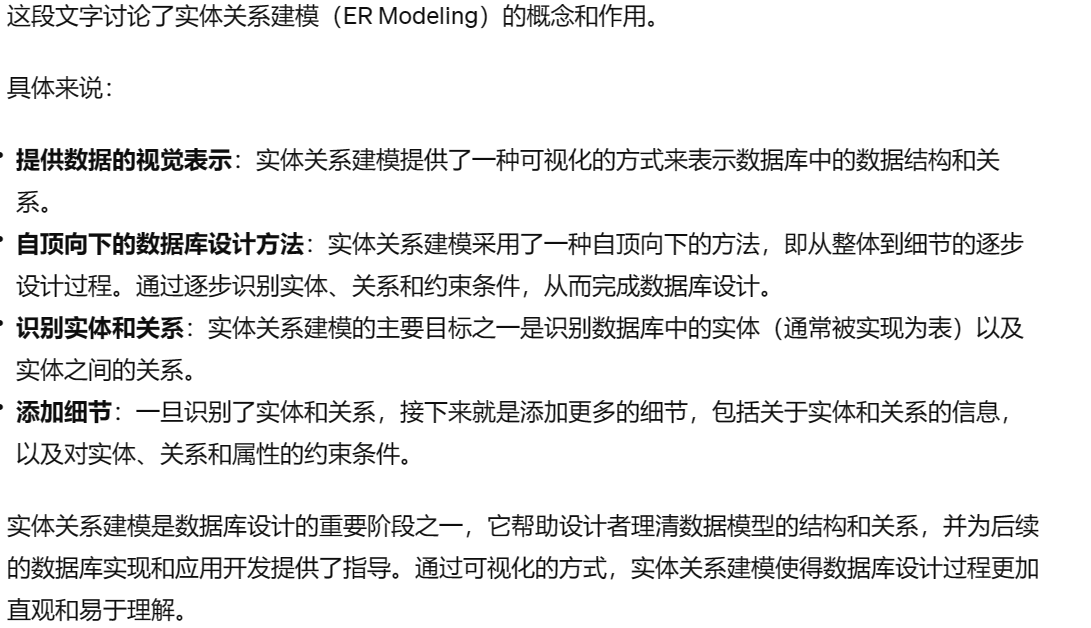 这段文字讨论了实体关系建模（ER Modeling）的概念和作用。
具体来说：
• 提供数据的视觉表示：实体关系建模提供了一种可视化的方式来表示数据库中的数据结构和关
系。
• 自顶向下的数据库设计方法：实体关系建模采用了一种自顶向下的方法，即从整体到细节的逐步
设计过程。通过逐步识别实体、关系和约束条件，从而完成数据库设计。
• 识别实体和关系：实体关系建模的主要目标之一是识别数据库中的实体（通常被实现为表）以及
实体之间的关系。
• 添加细节：一旦识别了实体和关系，接下来就是添加更多的细节，包括关于实体和关系的信息，
以及对实体、关系和属性的约束条件。
实体关系建模是数据库设计的重要阶段之一，它帮助设计者理清数据模型的结构和关系，并为后续
的数据库实现和应用开发提供了指导。通过可视化的方式，实体关系建模使得数据库设计过程更加
直观和易于理解。